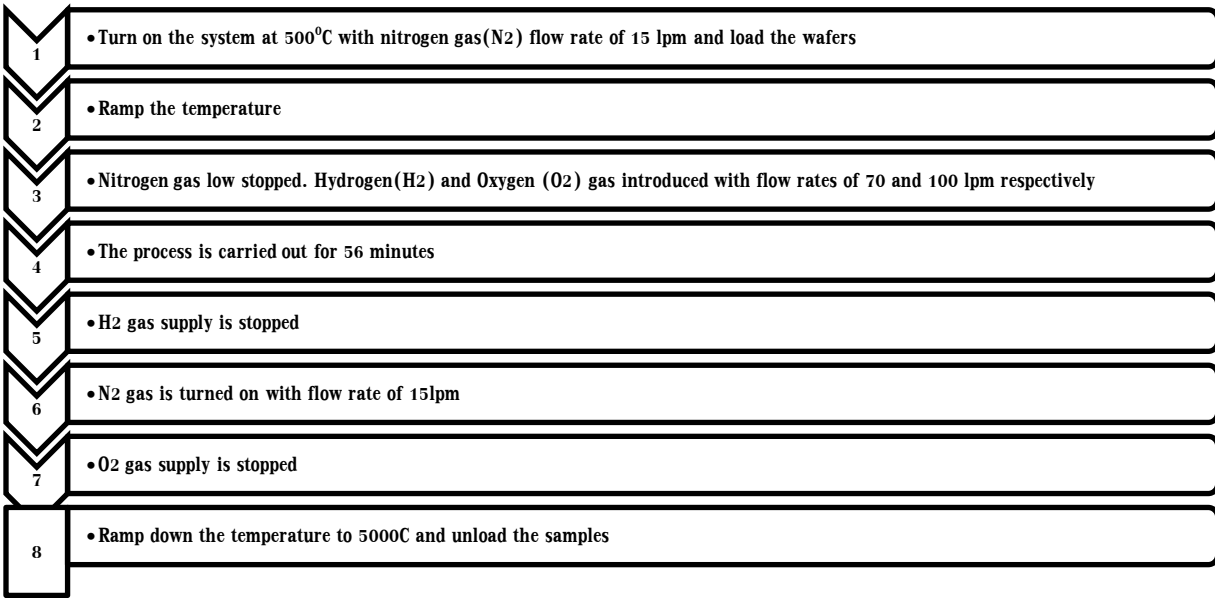 1
• Turn on the system at 500⁰C with nitrogen gas(N2) flow rate of 15 lpm and load the wafers
2
• Ramp the temperature
3
• Nitrogen gas low stopped. Hydrogen(H2) and Oxygen (O2) gas introduced with flow rates of 70 and 100 lpm respectively
4
• The process is carried out for 56 minutes
5
• H2 gas supply is stopped
6
• N2 gas is turned on with flow rate of 15lpm
7
• O2 gas supply is stopped
8
• Ramp down the temperature to 5000C and unload the samples